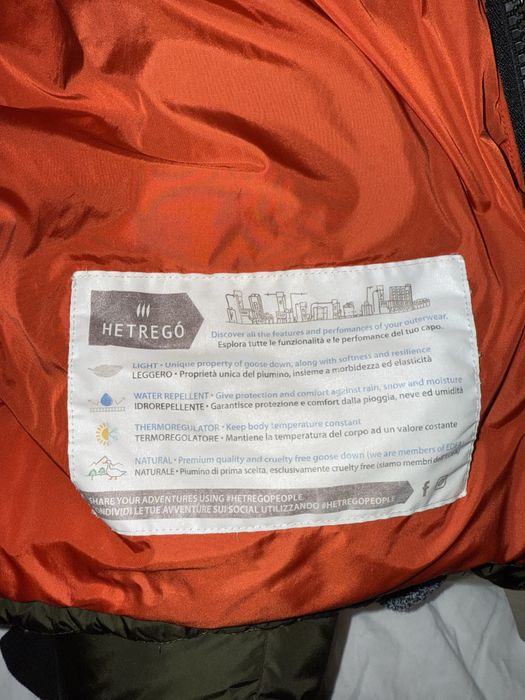 HETREGÓ
Discover all the features and perfomances of your outerwear.
Esplora tutte le funzionalità e le perfomance del tuo capo.
LIGHT • Unique property of goose down, along with softness and resilience
LEGGERO • Proprietà unica del piumino, insieme a morbidezza ed elasticità
WATER REPELLENT • Give protection and comfort against rain, snow and moisture
IDROREPELLENTE • Garantisce protezione e comfort dalla pioggia, neve ed umidità
THERMOREGULATOR • Keep body temperature constant
TERMOREGOLATORE • Mantiene la temperatura del corpo ad un valore costante
NATURAL • Premium quality and cruelty free goose down (we are members of EDFA)
NATURALE • Piumino di prima scelta, esclusivamente cruelty free (siamo membri
SHARE YOUR ADVENTURES USING #HETREGOPEOPLE
CONDIVIDI LE TUE AVVENTURE SUI SOCIAL UTILIZZANDO #HETREGOPEOPLE